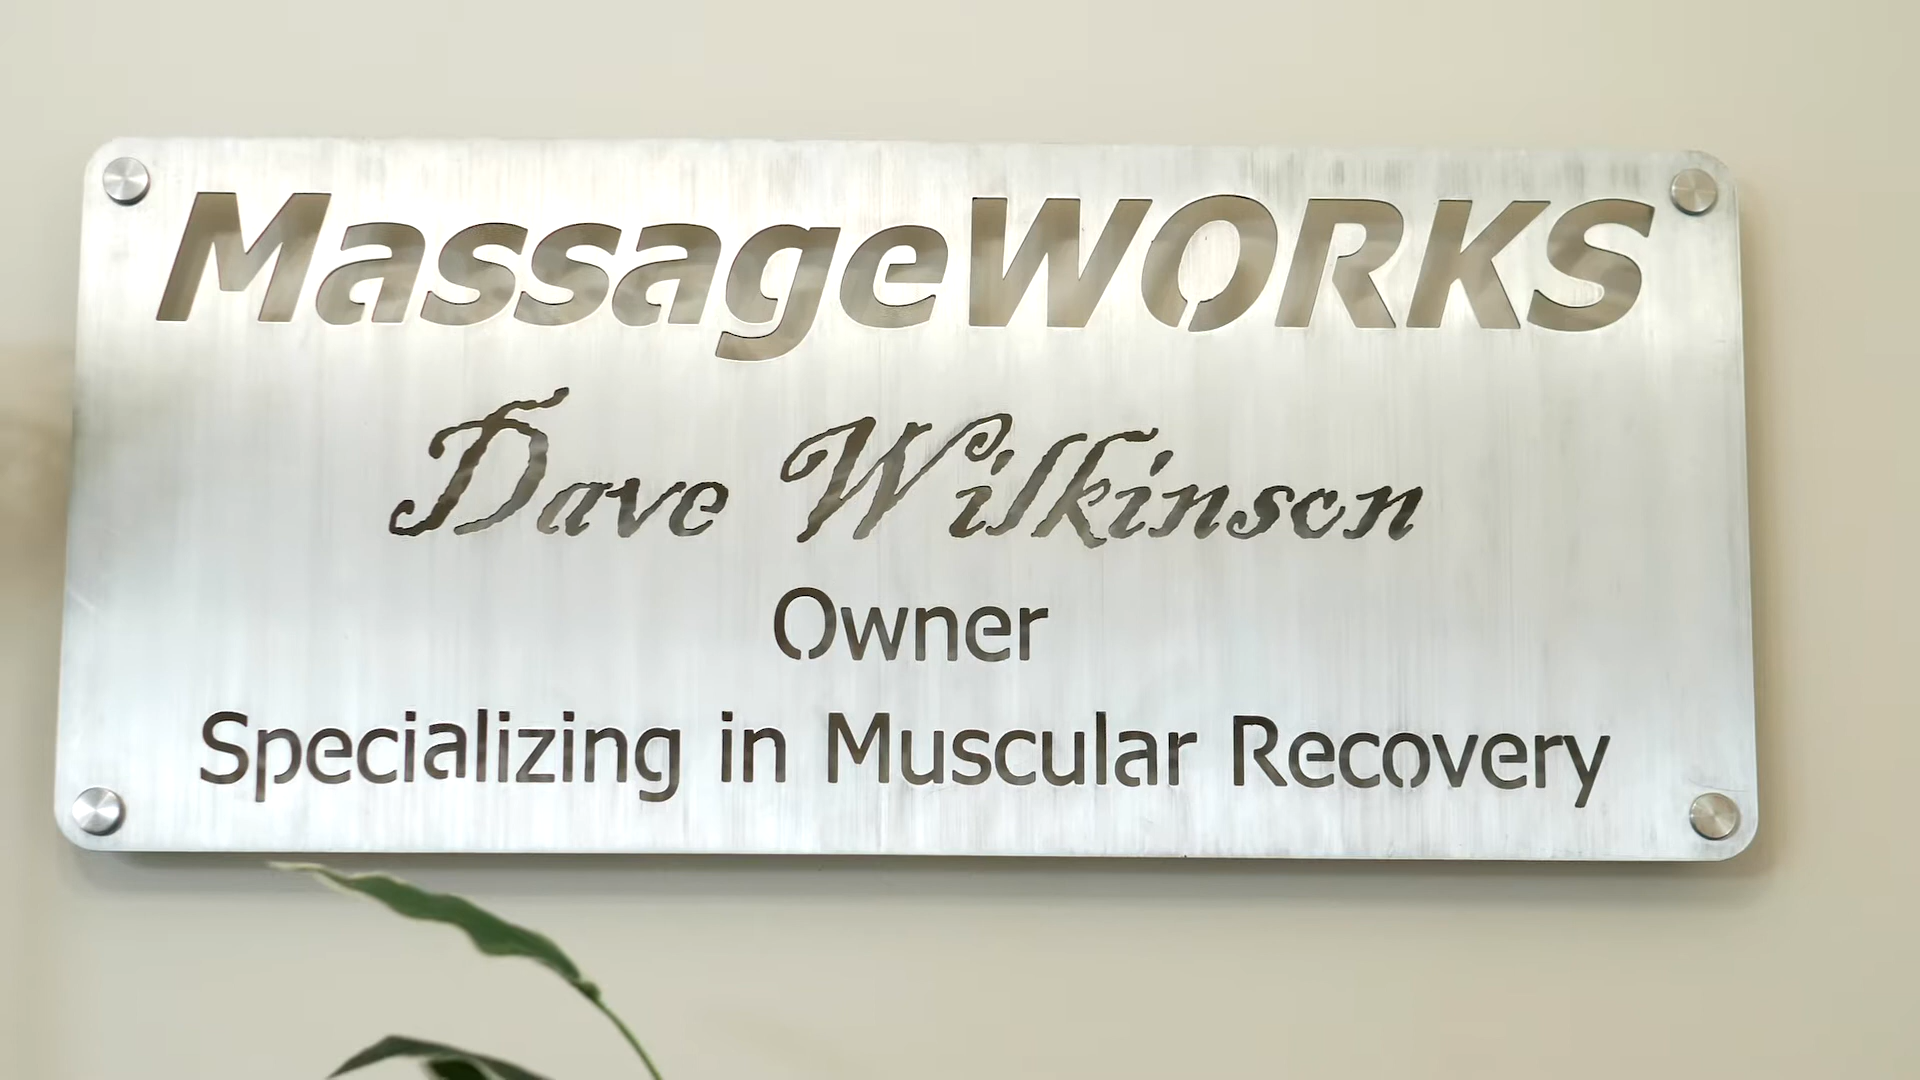 MassageWORKS
Dave Wilkinson
Owner
Specializing in Muscular Recovery